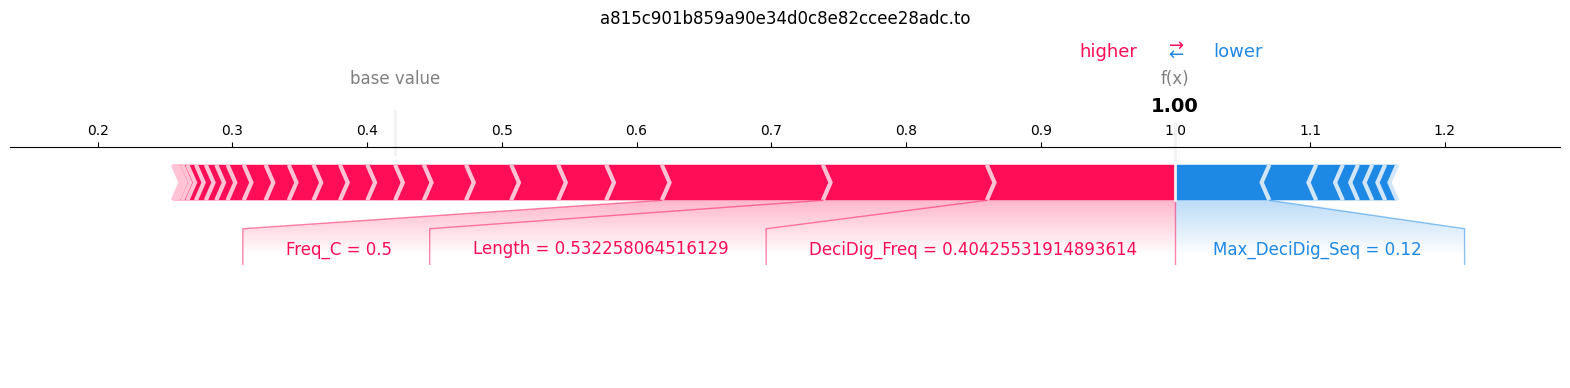 a815c901b859a90e34d0c8e82ccee28adc.to
higher ⇄ lower
base value f(x)
1.00
0.2 0.3 0.4 0.5 0.6 0.7 0.8 0.9 1.0 1.1 1.2
Freq_C = 0.5 Length = 0.532258064516129 DeciDig_Freq = 0.40425531914893614 Max_DeciDig_Seq = 0.12